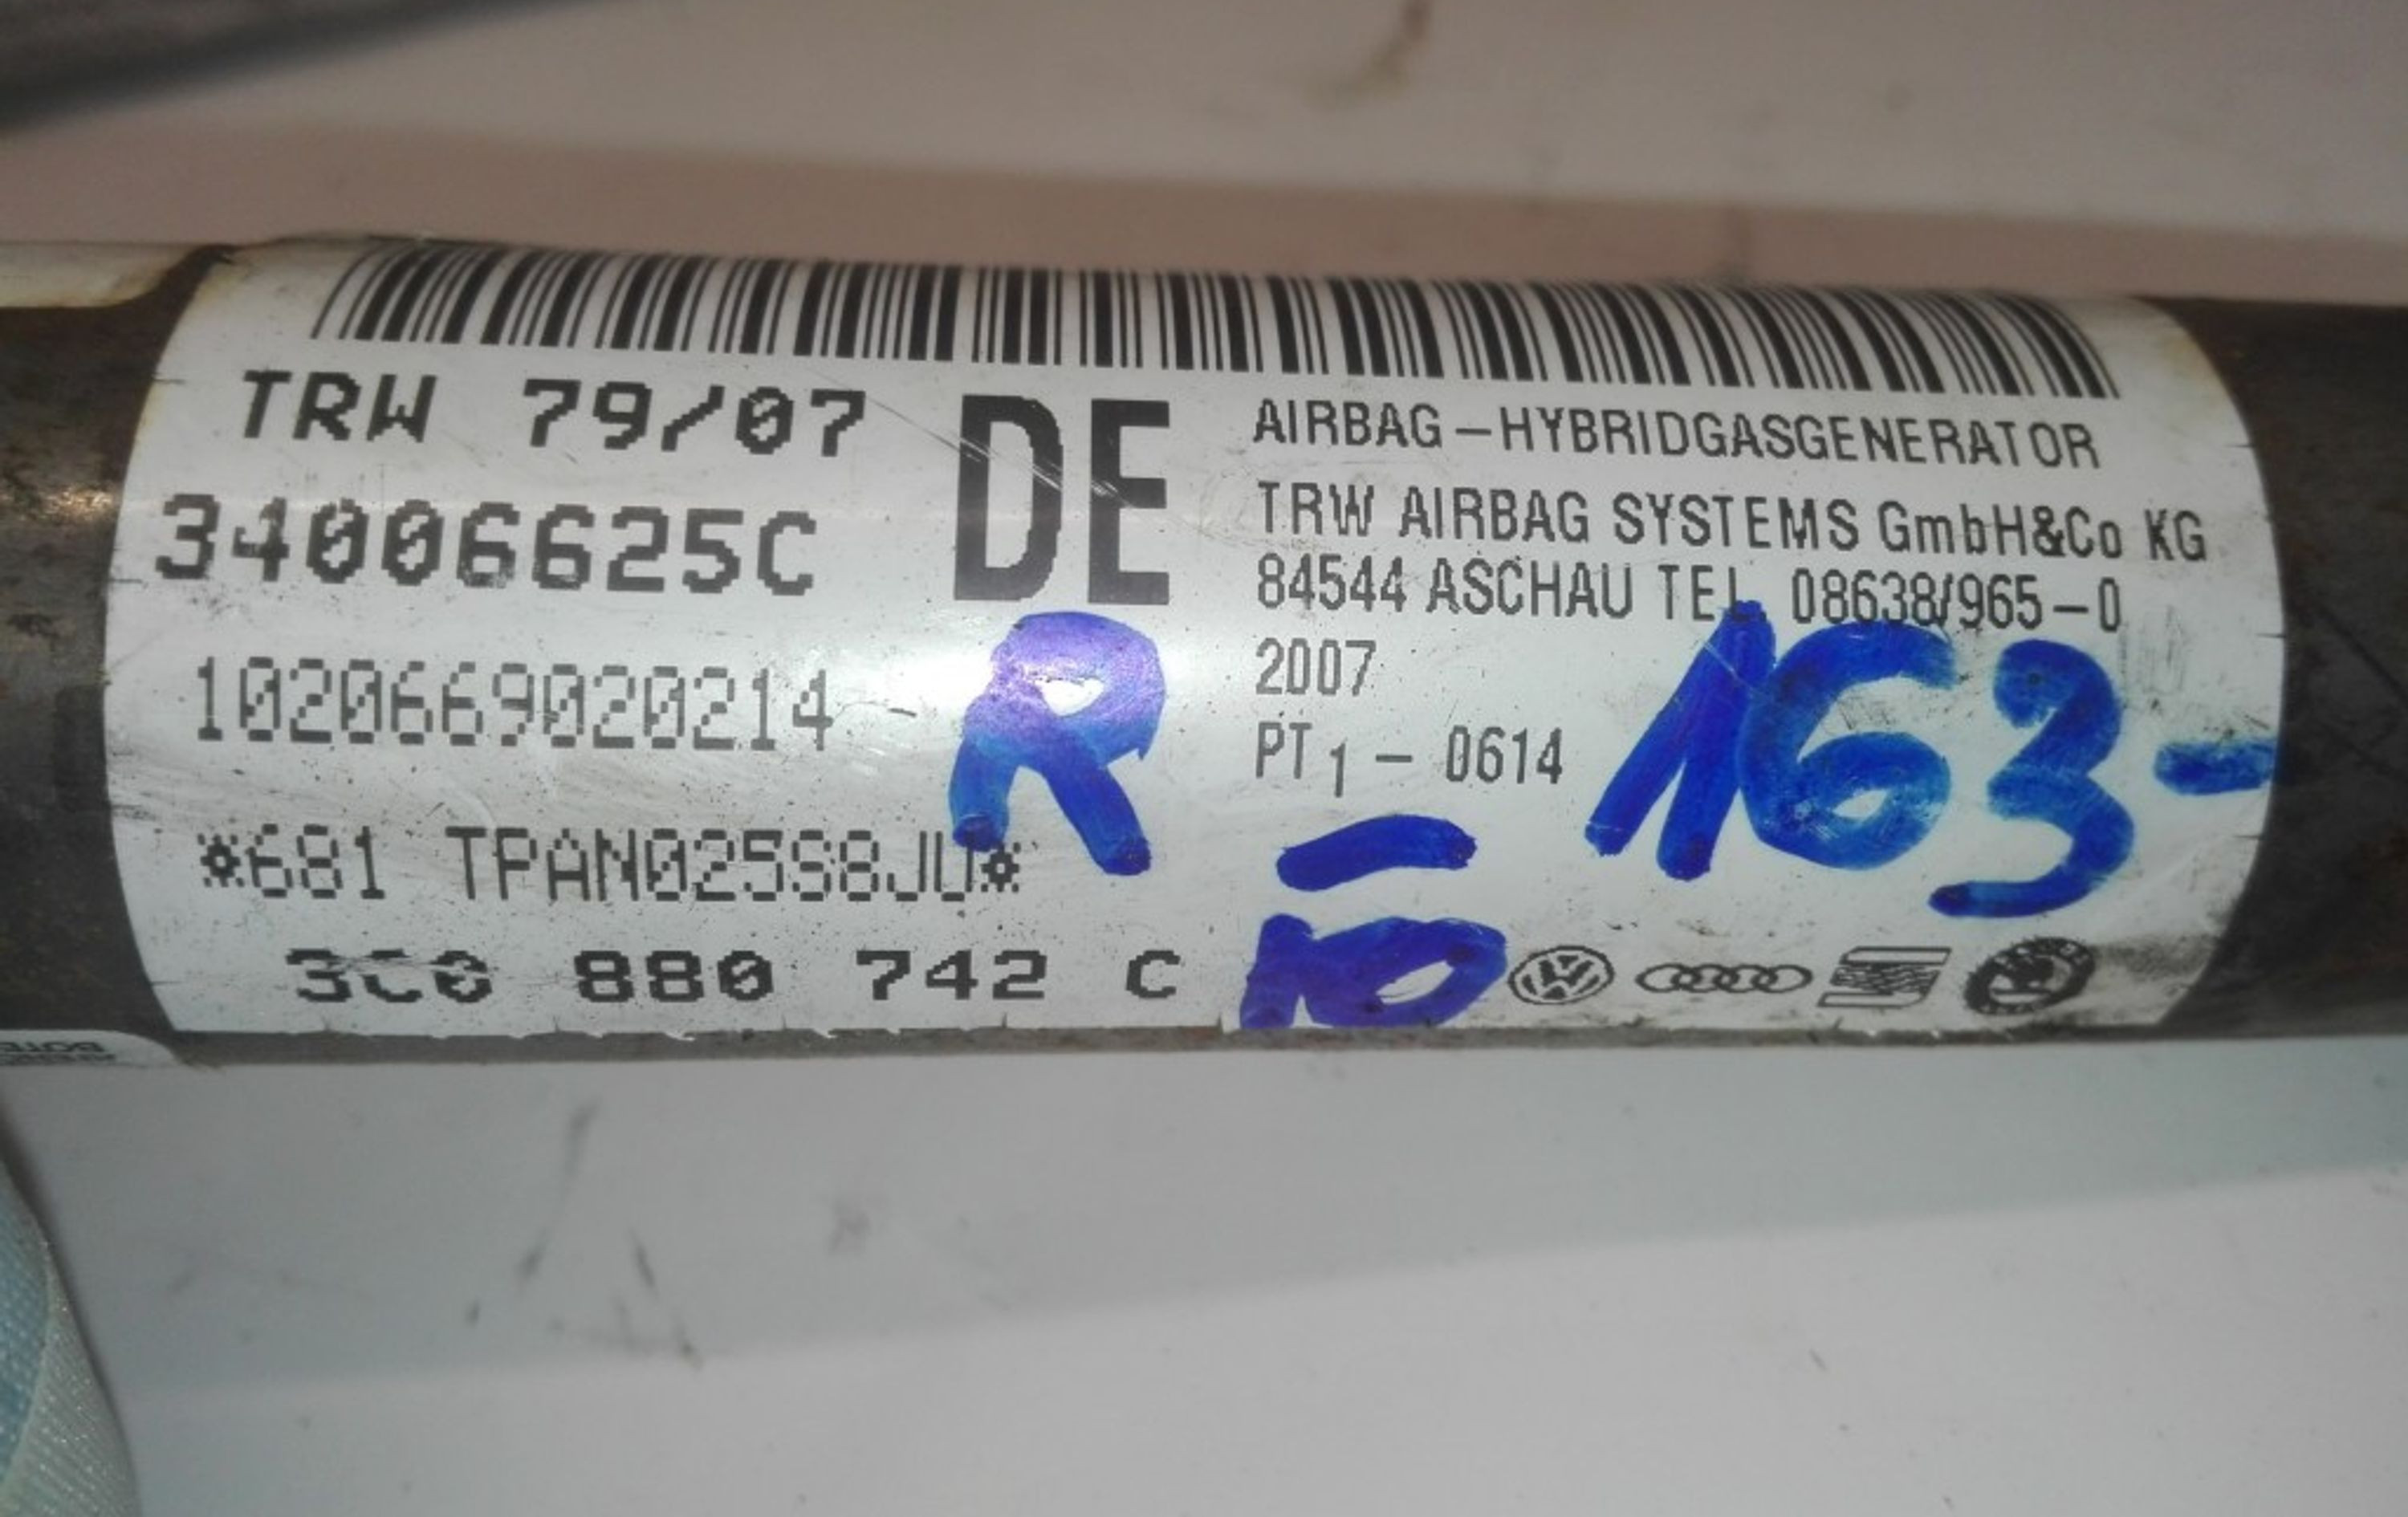 TRW 79/07
34006625C
DE
1020669020214
*681 TPAN025S8JU*
3C0 880 742 C
AIRBAG-HYBRIDGASGENERATOR
TRW AIRBAG SYSTEMS GmbH&Co KG
84544 ASCHAU TEL. 08638/965-0
2007
PT1 - 0614
- R
163-
- 10